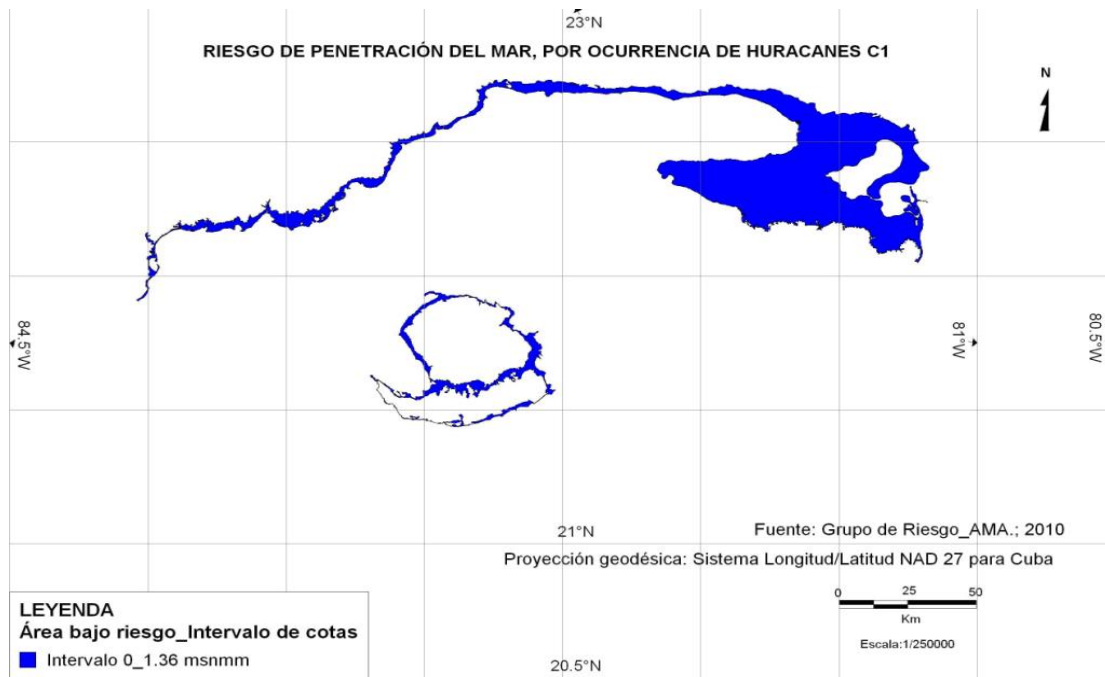 23°N
RIESGO DE PENETRACIÓN DEL MAR, POR OCURRENCIA DE HURACANES C1
N
84.5°W
81°W
80.5°W
21°N
Fuente: Grupo de Riesgo_AMA.; 2010
Proyección geodésica: Sistema Longitud/Latitud NAD 27 para Cuba
0 25 50
Km
Escala:1/250000
LEYENDA
Área bajo riesgo_Intervalo de cotas
Intervalo 0_1.36 msnmm
20.5°N